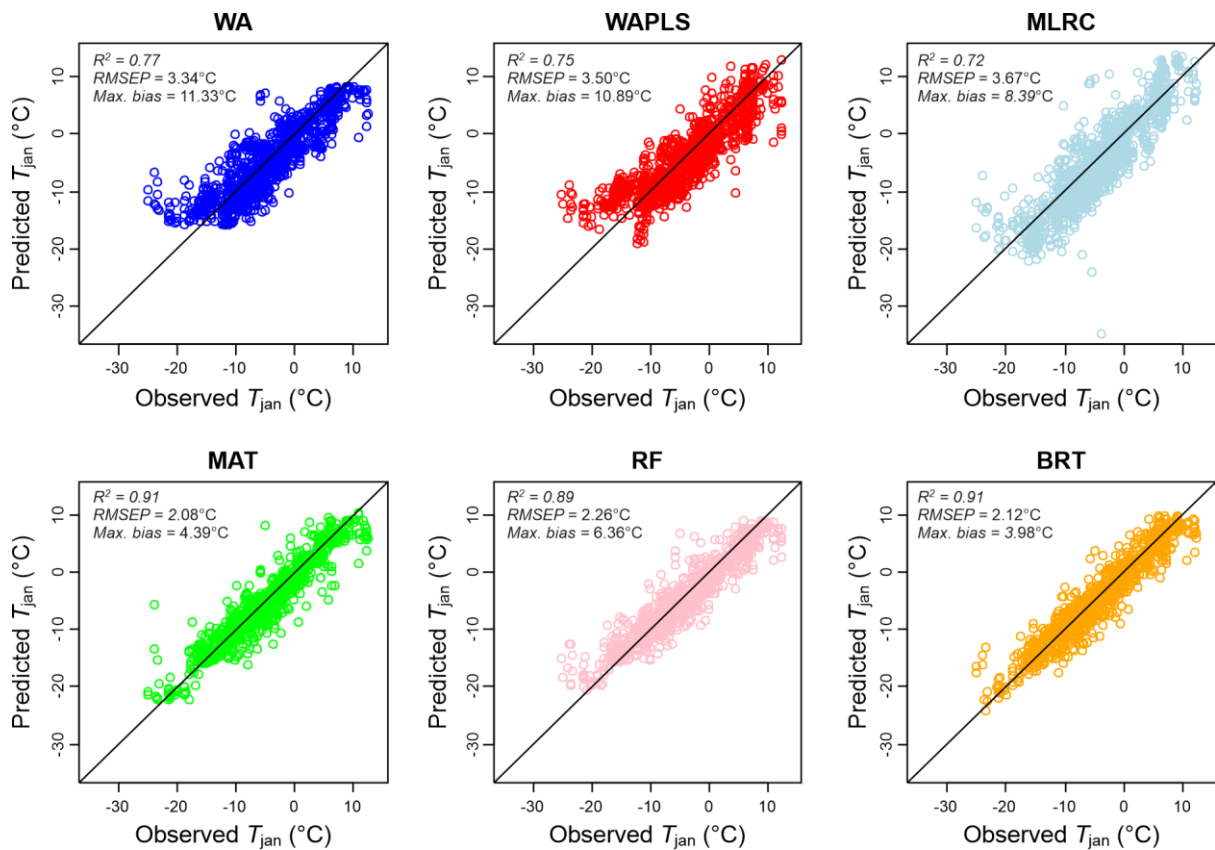 WA
R² = 0.77
RMSEP = 3.34°C
Max. bias = 11.33°C
Predicted Tjan (°C)
10
0
-10
-20
-30
-30 -20 -10 0 10
Observed Tjan (°C)
WAPLS
R² = 0.75
RMSEP = 3.50°C
Max. bias = 10.89°C
Predicted Tjan (°C)
10
0
-10
-20
-30
-30 -20 -10 0 10
Observed Tjan (°C)
MLRC
R² = 0.72
RMSEP = 3.67°C
Max. bias = 8.39°C
Predicted Tjan (°C)
10
0
-10
-20
-30
-30 -20 -10 0 10
Observed Tjan (°C)
MAT
R² = 0.91
RMSEP = 2.08°C
Max. bias = 4.39°C
Predicted Tjan (°C)
10
0
-10
-20
-30
-30 -20 -10 0 10
Observed Tjan (°C)
RF
R² = 0.89
RMSEP = 2.26°C
Max. bias = 6.36°C
Predicted Tjan (°C)
10
0
-10
-20
-30
-30 -20 -10 0 10
Observed Tjan (°C)
BRT
R² = 0.91
RMSEP = 2.12°C
Max. bias = 3.98°C
Predicted Tjan (°C)
10
0
-10
-20
-30
-30 -20 -10 0 10
Observed Tjan (°C)